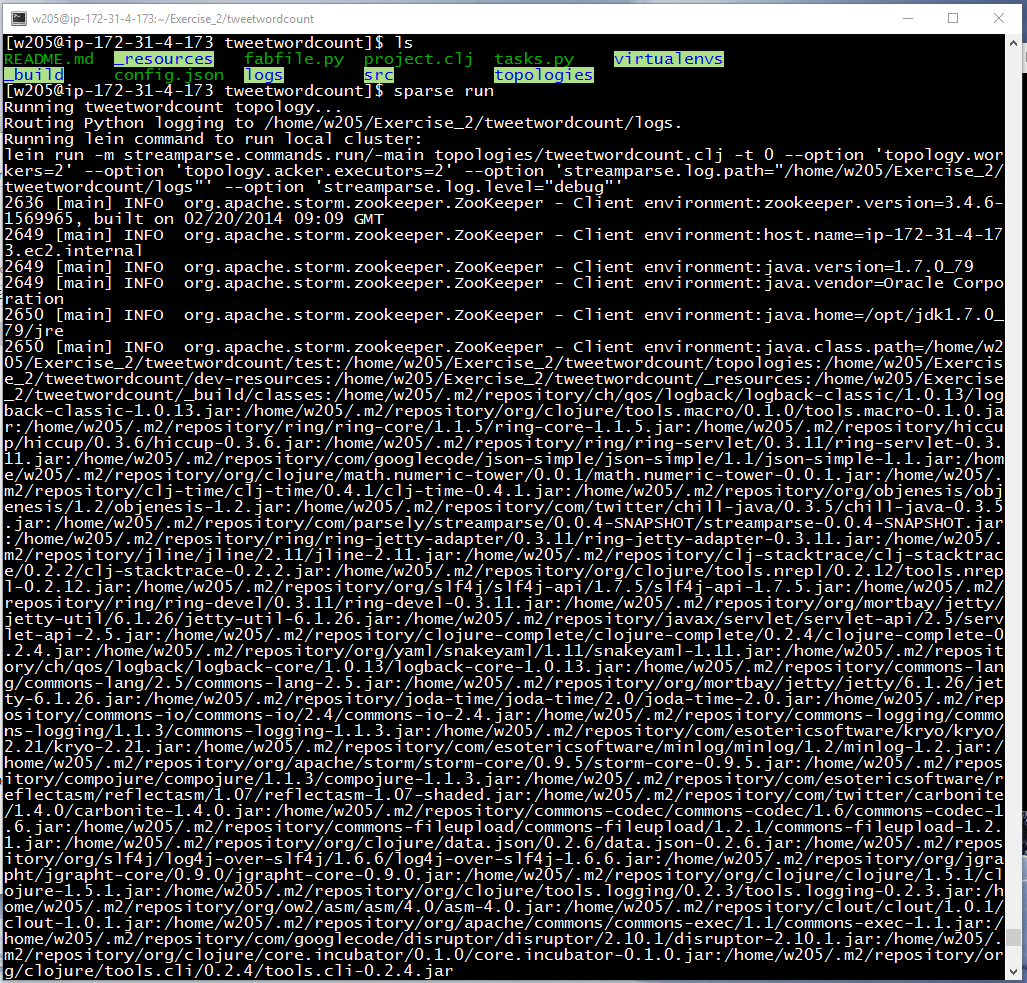 w205@ip-172-31-4-173:~/Exercise_2/tweetwordcount
[w205@ip-172-31-4-173 tweetwordcount]$ ls
README.md  _resources   fabfile.py  project.clj  tasks.py    virtualenvs
_build     config.json  logs        src          topologies
[w205@ip-172-31-4-173 tweetwordcount]$ sparse run
Running tweetwordcount topology...
Routing Python logging to /home/w205/Exercise_2/tweetwordcount/logs.
Running lein command to run local cluster:
lein run -m streamparse.commands.run/-main topologies/tweetwordcount.clj -t 0 --option 'topology.wor
kers=2' --option 'topology.acker.executors=2' --option 'streamparse.log.path="/home/w205/Exercise_2/
tweetwordcount/logs"' --option 'streamparse.log.level="debug"'
2636 [main] INFO  org.apache.storm.zookeeper.ZooKeeper - Client environment:zookeeper.version=3.4.6-
1569965, built on 02/20/2014 09:09 GMT
2649 [main] INFO  org.apache.storm.zookeeper.ZooKeeper - Client environment:host.name=ip-172-31-4-17
3.ec2.internal
2649 [main] INFO  org.apache.storm.zookeeper.ZooKeeper - Client environment:java.version=1.7.0_79
2649 [main] INFO  org.apache.storm.zookeeper.ZooKeeper - Client environment:java.vendor=Oracle Corpo
ration
2650 [main] INFO  org.apache.storm.zookeeper.ZooKeeper - Client environment:java.home=/opt/jdk1.7.0_
79/jre
2650 [main] INFO  org.apache.storm.zookeeper.ZooKeeper - Client environment:java.class.path=/home/w2
05/Exercise_2/tweetwordcount/test:/home/w205/Exercise_2/tweetwordcount/topologies:/home/w205/Exercis
e_2/tweetwordcount/dev-resources:/home/w205/Exercise_2/tweetwordcount/_resources:/home/w205/Exercise
_2/tweetwordcount/_build/classes:/home/w205/.m2/repository/ch/qos/logback/logback-classic/1.0.13/log
back-classic-1.0.13.jar:/home/w205/.m2/repository/org/clojure/tools.macro/0.1.0/tools.macro-0.1.0.ja
r:/home/w205/.m2/repository/ring/ring-core/1.1.5/ring-core-1.1.5.jar:/home/w205/.m2/repository/hiccu
p/hiccup/0.3.6/hiccup-0.3.6.jar:/home/w205/.m2/repository/ring/ring-servlet/0.3.11/ring-servlet-0.3.
11.jar:/home/w205/.m2/repository/com/googlecode/json-simple/json-simple/1.1/json-simple-1.1.jar:/hom
e/w205/.m2/repository/org/clojure/math.numeric-tower/0.0.1/math.numeric-tower-0.0.1.jar:/home/w205/.
m2/repository/clj-time/clj-time/0.4.1/clj-time-0.4.1.jar:/home/w205/.m2/repository/org/objenesis/obj
enesis/1.2/objenesis-1.2.jar:/home/w205/.m2/repository/com/twitter/chill-java/0.3.5/chill-java-0.3.5
.jar:/home/w205/.m2/repository/com/parsely/streamparse/0.0.4-SNAPSHOT/streamparse-0.0.4-SNAPSHOT.jar
:/home/w205/.m2/repository/ring/ring-jetty-adapter/0.3.11/ring-jetty-adapter-0.3.11.jar:/home/w205/.
m2/repository/jline/jline/2.11/jline-2.11.jar:/home/w205/.m2/repository/clj-stacktrace/clj-stacktrac
e/0.2.2/clj-stacktrace-0.2.2.jar:/home/w205/.m2/repository/org/clojure/tools.nrepl/0.2.12/tools.nrep
l-0.2.12.jar:/home/w205/.m2/repository/org/slf4j/slf4j-api/1.7.5/slf4j-api-1.7.5.jar:/home/w205/.m2/
repository/ring/ring-devel/0.3.11/ring-devel-0.3.11.jar:/home/w205/.m2/repository/org/mortbay/jetty/
jetty-util/6.1.26/jetty-util-6.1.26.jar:/home/w205/.m2/repository/javax/servlet/servlet-api/2.5/serv
let-api-2.5.jar:/home/w205/.m2/repository/clojure-complete/clojure-complete/0.2.4/clojure-complete-0
.2.4.jar:/home/w205/.m2/repository/org/yaml/snakeyaml/1.11/snakeyaml-1.11.jar:/home/w205/.m2/reposit
ory/ch/qos/logback/logback-core/1.0.13/logback-core-1.0.13.jar:/home/w205/.m2/repository/commons-lan
g/commons-lang/2.5/commons-lang-2.5.jar:/home/w205/.m2/repository/org/mortbay/jetty/jetty/6.1.26/jet
ty-6.1.26.jar:/home/w205/.m2/repository/joda-time/joda-time/2.0/joda-time-2.0.jar:/home/w205/.m2/rep
ository/commons-io/commons-io/2.4/commons-io-2.4.jar:/home/w205/.m2/repository/commons-logging/commo
ns-logging/1.1.3/commons-logging-1.1.3.jar:/home/w205/.m2/repository/com/esotericsoftware/kryo/kryo/
2.21/kryo-2.21.jar:/home/w205/.m2/repository/com/esotericsoftware/minlog/minlog/1.2/minlog-1.2.jar:/
home/w205/.m2/repository/org/apache/storm/storm-core/0.9.5/storm-core-0.9.5.jar:/home/w205/.m2/repos
itory/compojure/compojure/1.1.3/compojure-1.1.3.jar:/home/w205/.m2/repository/com/esotericsoftware/r
eflectasm/reflectasm/1.07/reflectasm-1.07-shaded.jar:/home/w205/.m2/repository/com/twitter/carbonite
/1.4.0/carbonite-1.4.0.jar:/home/w205/.m2/repository/commons-codec/commons-codec/1.6/commons-codec-1
.6.jar:/home/w205/.m2/repository/commons-fileupload/commons-fileupload/1.2.1/commons-fileupload-1.2.
1.jar:/home/w205/.m2/repository/org/clojure/data.json/0.2.6/data.json-0.2.6.jar:/home/w205/.m2/repos
itory/org/slf4j/log4j-over-slf4j/1.6.6/log4j-over-slf4j-1.6.6.jar:/home/w205/.m2/repository/org/jgra
pht/jgrapht-core/0.9.0/jgrapht-core-0.9.0.jar:/home/w205/.m2/repository/org/clojure/clojure/1.5.1/cl
ojure-1.5.1.jar:/home/w205/.m2/repository/org/clojure/tools.logging/0.2.3/tools.logging-0.2.3.jar:/h
ome/w205/.m2/repository/org/ow2/asm/asm/4.0/asm-4.0.jar:/home/w205/.m2/repository/clout/clout/1.0.1/
clout-1.0.1.jar:/home/w205/.m2/repository/org/apache/commons/commons-exec/1.1/commons-exec-1.1.jar:/
home/w205/.m2/repository/com/googlecode/disruptor/disruptor/2.10.1/disruptor-2.10.1.jar:/home/w205/.
m2/repository/org/clojure/core.incubator/0.1.0/core.incubator-0.1.0.jar:/home/w205/.m2/repository/or
g/clojure/tools.cli/0.2.4/tools.cli-0.2.4.jar